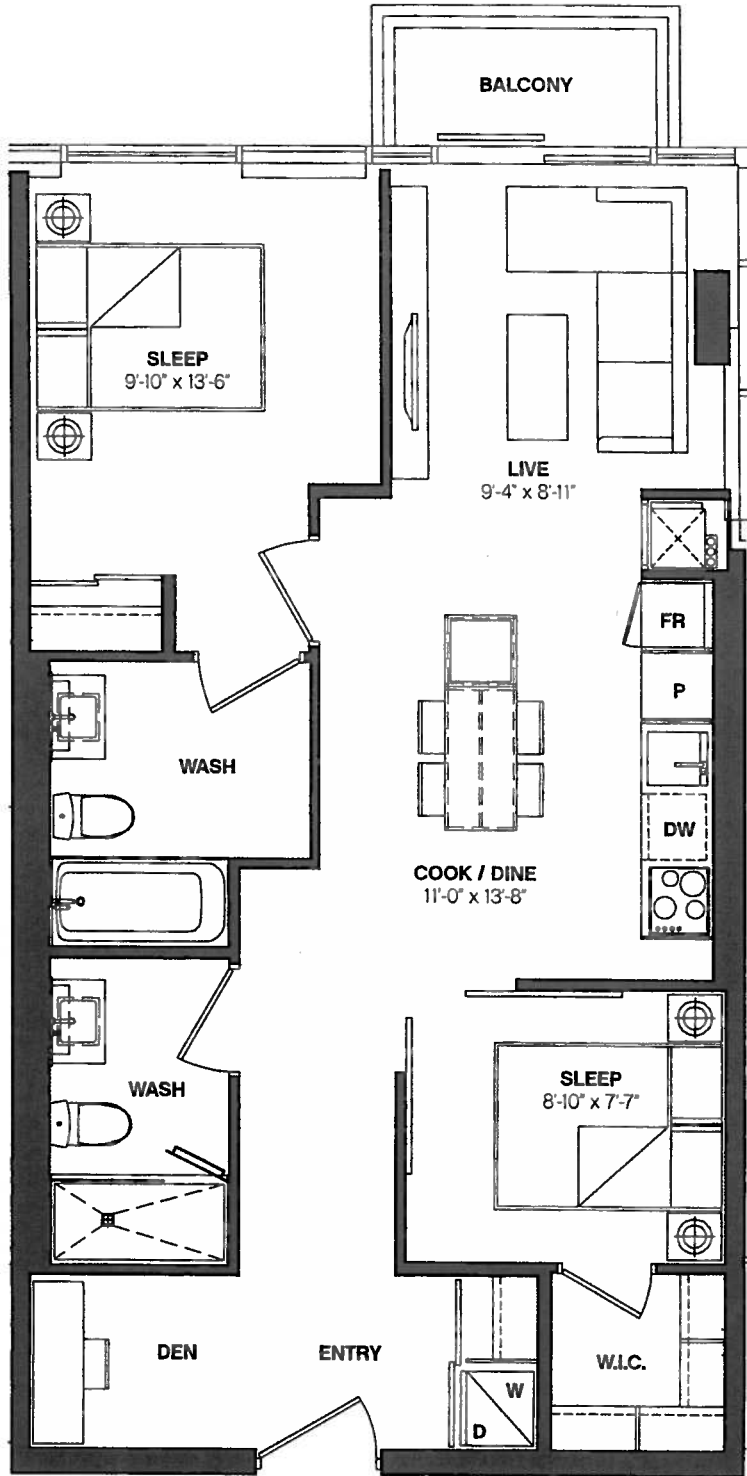 BALCONY
SLEEP
9'-10" x 13'-6"
LIVE
9'-4" x 8'-11"
FR
P
WASH
DW
COOK / DINE
11'-0" x 13'-8"
SLEEP
8'-10" x 7'-7"
WASH
DEN
ENTRY
W.I.C.
W
D